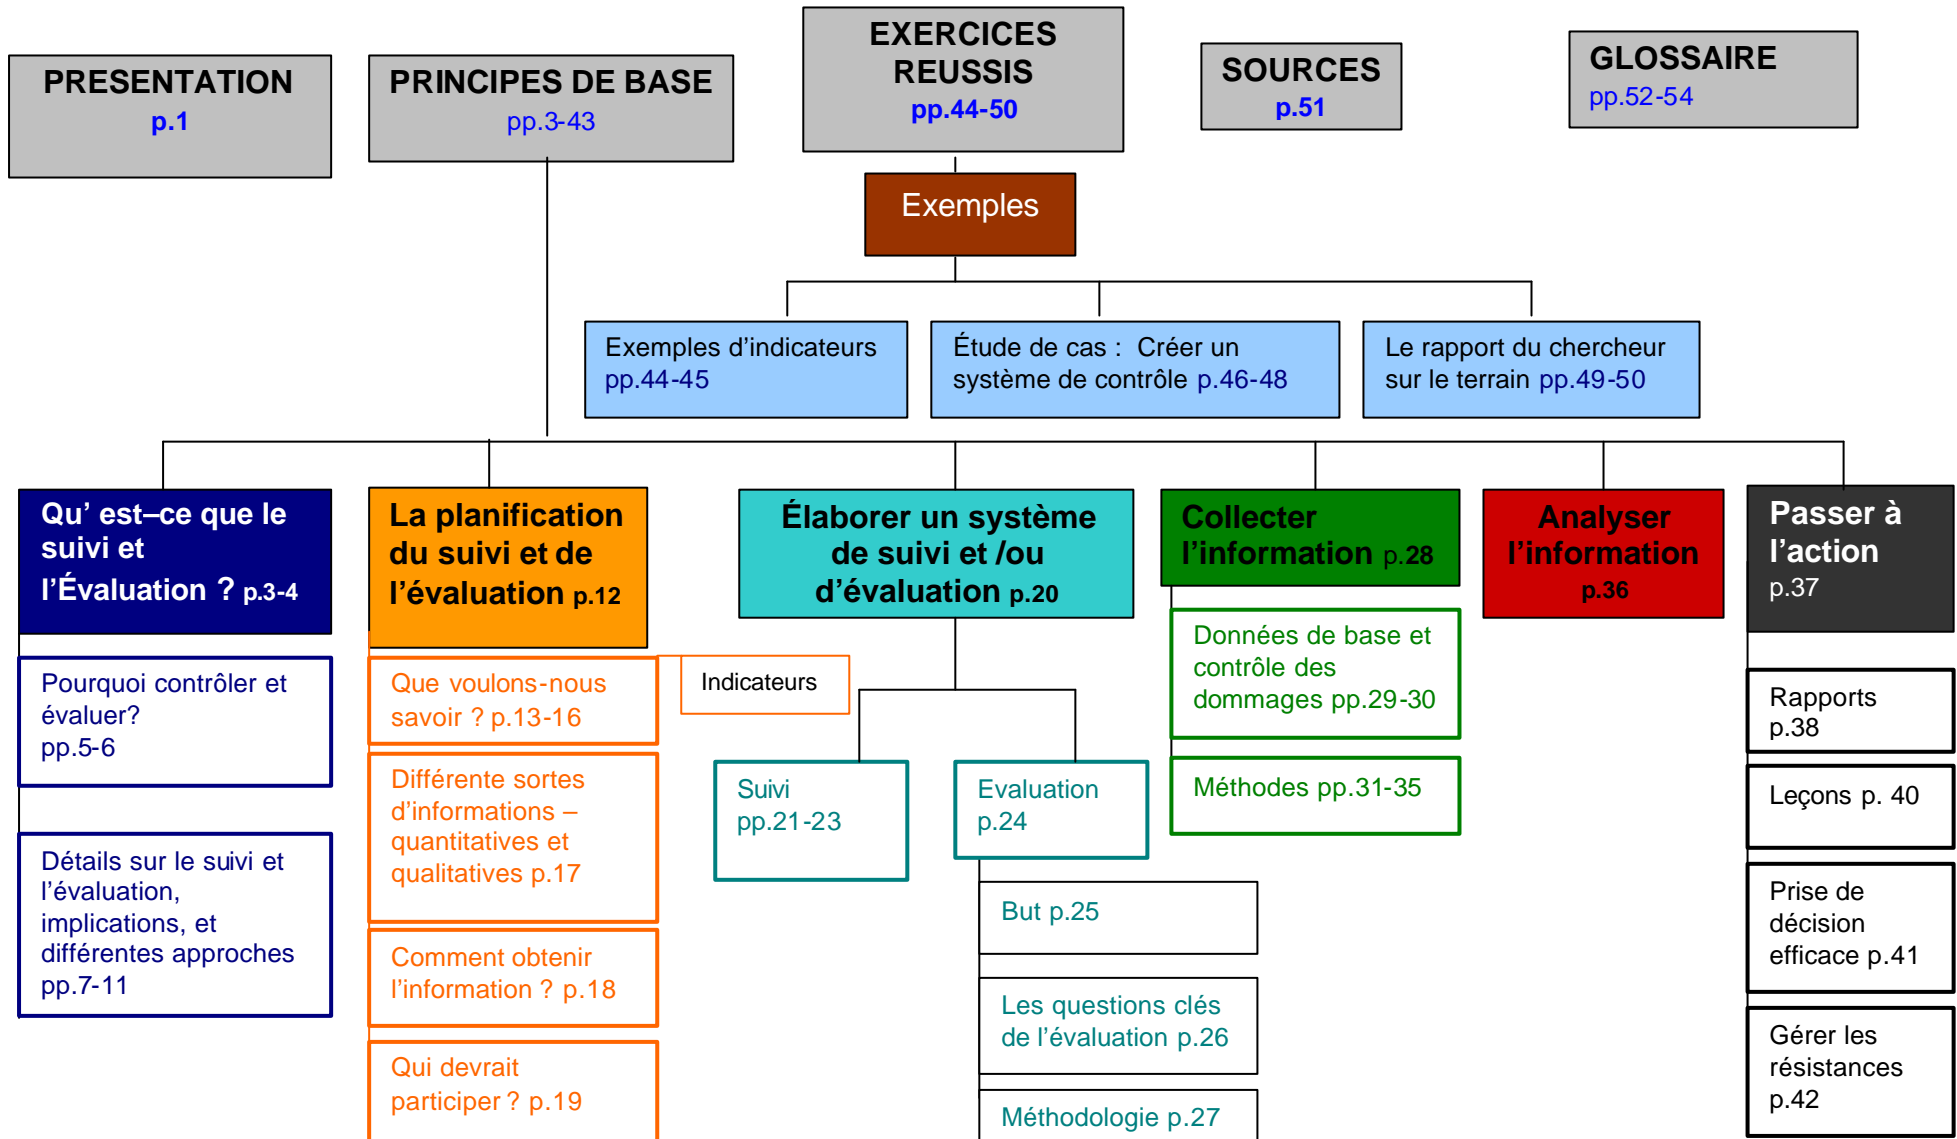 PRESENTATION
p.1
PRINCIPES DE BASE
pp.3-43
EXERCICES
REUSSIS
pp.44-50
SOURCES
p.51
GLOSSAIRE
pp.52-54
Exemples
Exemples d’indicateurs
pp.44-45
Étude de cas : Créer un
système de contrôle p.46-48
Le rapport du chercheur
sur le terrain pp.49-50
Qu’ est–ce que le
suivi et
l’Évaluation ? p.3-4
Pourquoi contrôler et
évaluer?
pp.5-6
Détails sur le suivi et
l’évaluation,
implications, et
différentes approches
pp.7-11
La planification
du suivi et de
l’évaluation p.12
Que voulons-nous
savoir ? p.13-16
Indicateurs
Différente sortes
d’informations –
quantitatives et
qualitatives p.17
Comment obtenir
l’information ? p.18
Qui devrait
participer ? p.19
Élaborer un système
de suivi et /ou
d’évaluation p.20
Suivi
pp.21-23
Evaluation
p.24
But p.25
Les questions clés
de l’évaluation p.26
Méthodologie p.27
Collecter
l’information p.28
Données de base et
contrôle des
dommages pp.29-30
Méthodes pp.31-35
Analyser
l’information
p.36
Passer à
l’action
p.37
Rapports
p.38
Leçons p. 40
Prise de
décision
efficace p.41
Gérer les
résistances
p.42